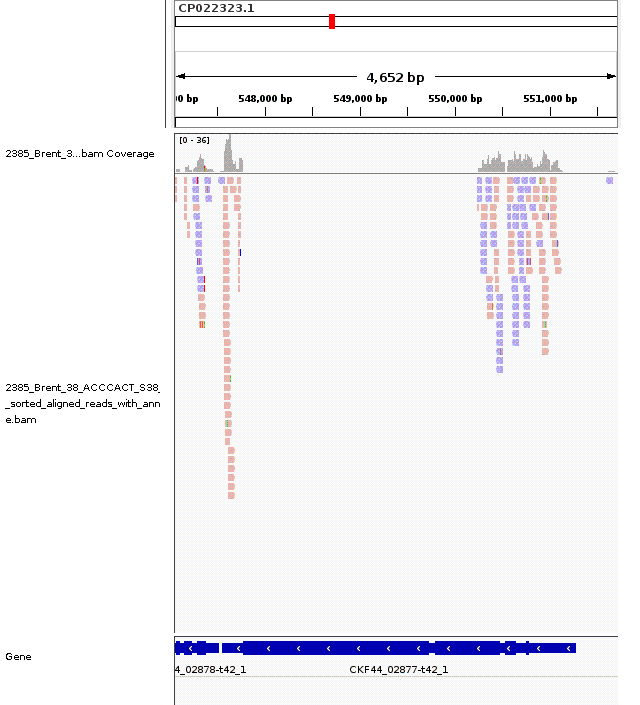 CP022323.1
4,652 bp
00 bp 548,000 bp 549,000 bp 550,000 bp 551,000 bp
[0 - 36]
2385_Brent_3...bam Coverage
2385_Brent_38_ACCCACT_S38_
_sorted_aligned_reads_with_ann
e.bam
Gene
4_02878-t42_1 CKF44_02877-t42_1